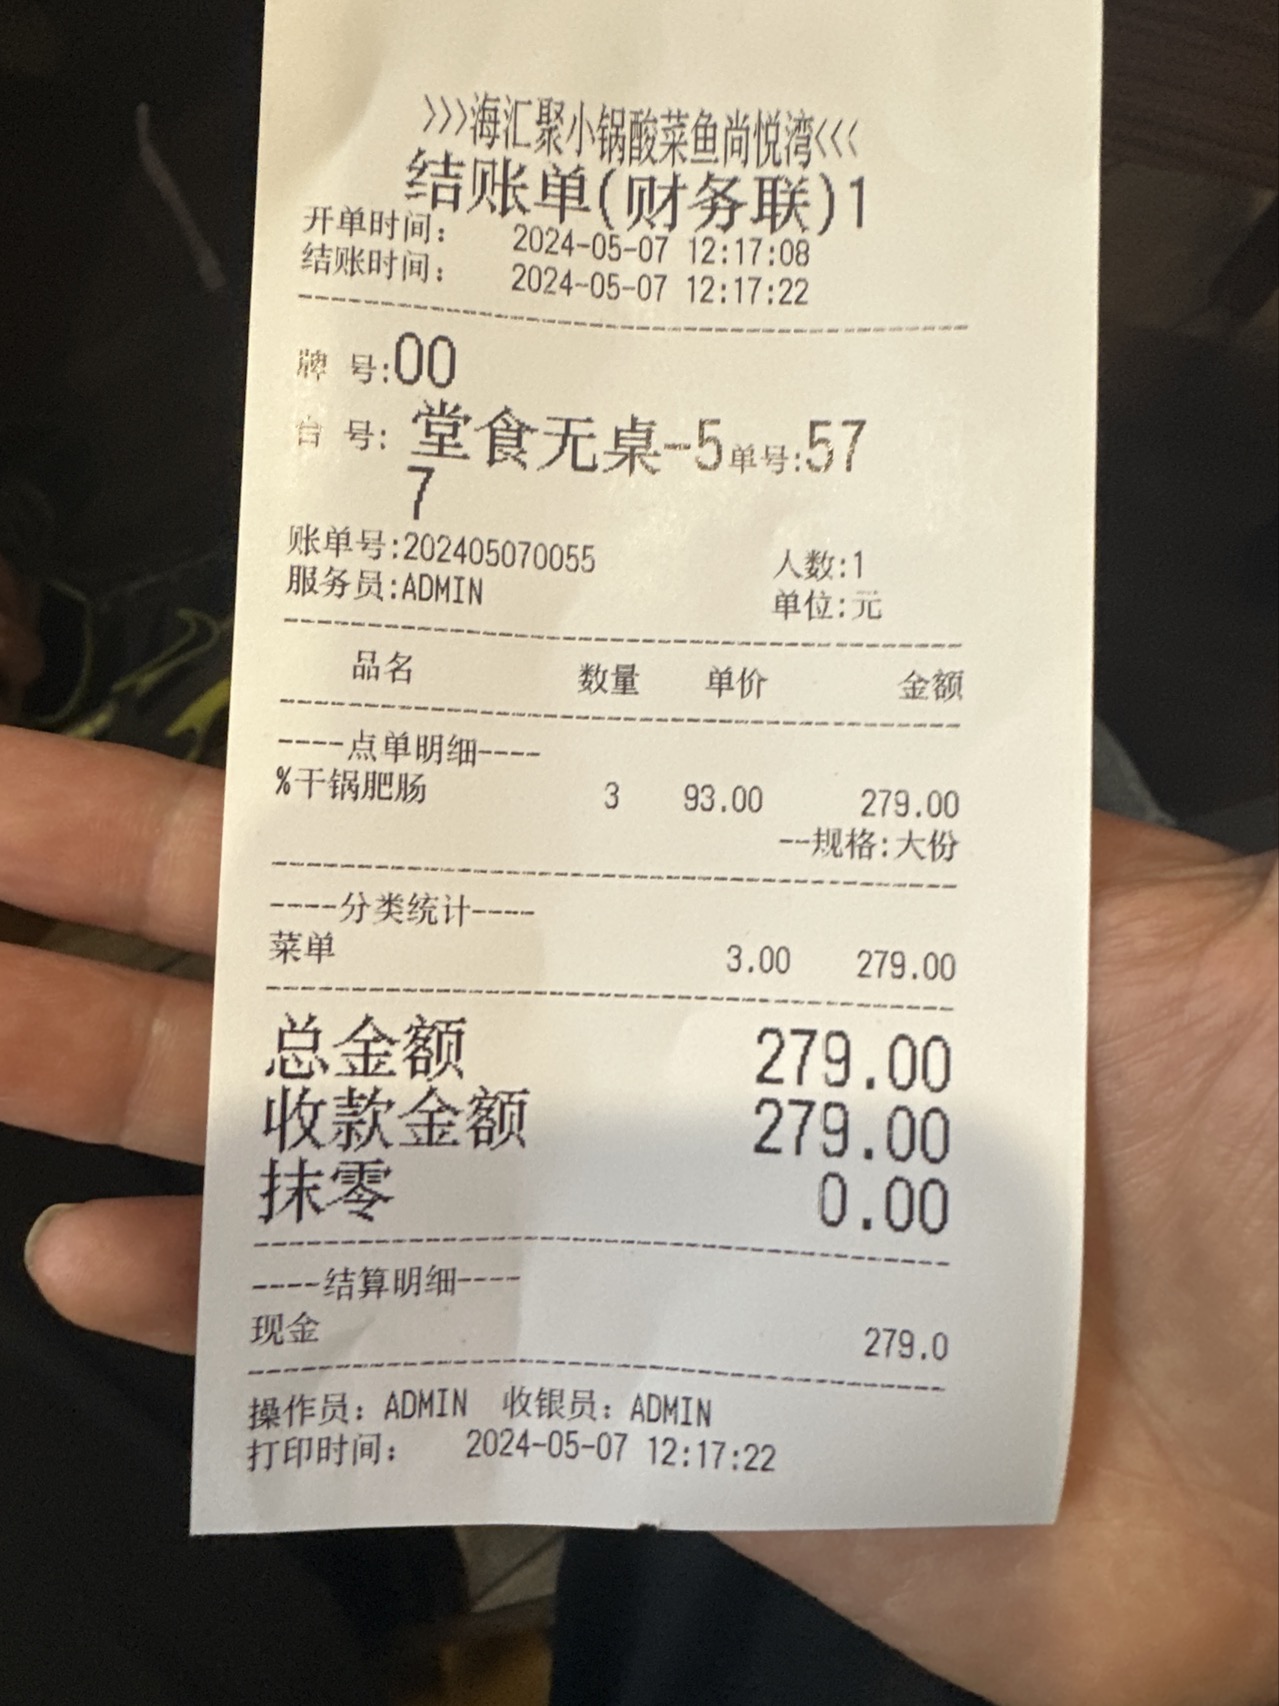 >>>海汇聚小锅酸菜鱼尚悦湾<<<
结账单(财务联)1
开单时间： 2024-05-07 12:17:08
结账时间： 2024-05-07 12:17:22
牌 号:00
台 号: 堂食无桌-5单号:57
7
账单号:202405070055 人数:1
服务员:ADMIN 单位:元
品名 数量 单价 金额
----点单明细----
%干锅肥肠 3 93.00 279.00
--规格:大份
----分类统计----
菜单 3.00 279.00
总金额 279.00
收款金额 279.00
抹零 0.00
----结算明细----
现金 279.0
操作员：ADMIN 收银员：ADMIN
打印时间： 2024-05-07 12:17:22